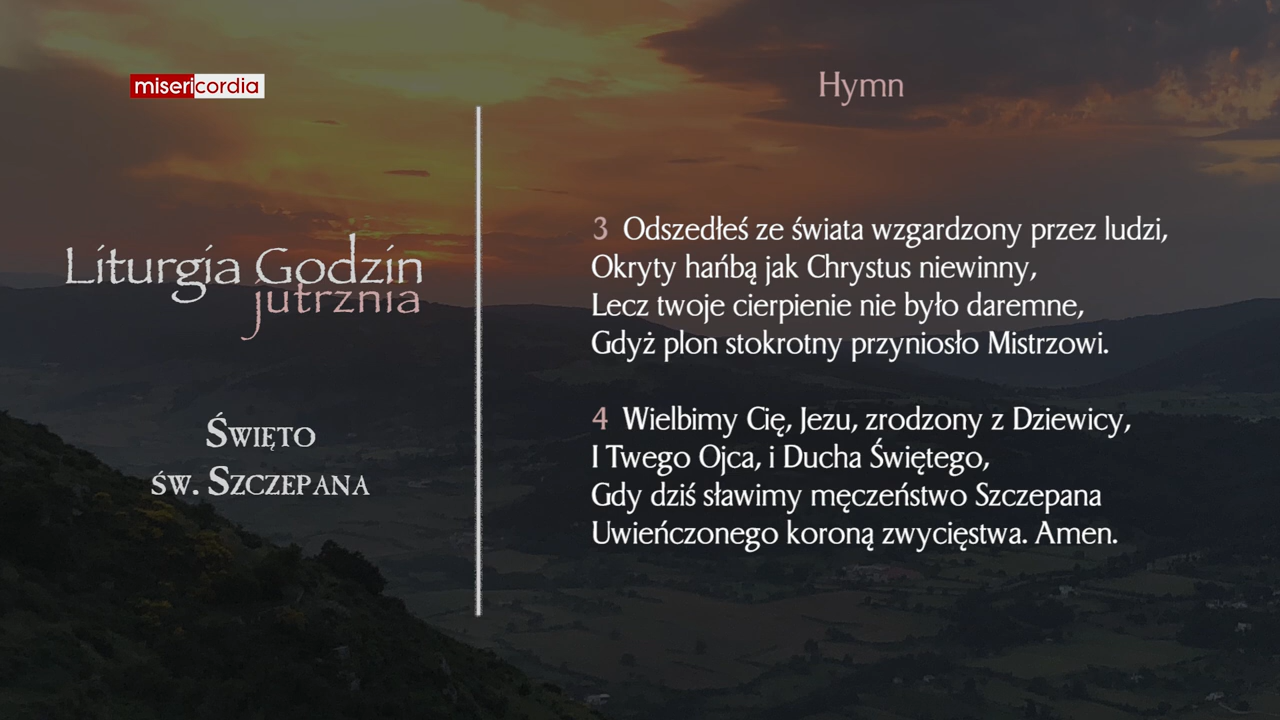 misericordia
Liturgia Godzin
jutrznia
Święto
św. Szczepana
Hymn
3 Odszedłeś ze świata wzgardzony przez ludzi,
Okryty hańbą jak Chrystus niewinny,
Lecz twoje cierpienie nie było daremne,
Gdyż plon stokrotny przyniosło Mistrzowi.
4 Wielbimy Cię, Jezu, zrodzony z Dziewicy,
I Twego Ojca, i Ducha Świętego,
Gdy dziś sławimy męczeństwo Szczepana
Uwieńczonego koroną zwycięstwa. Amen.